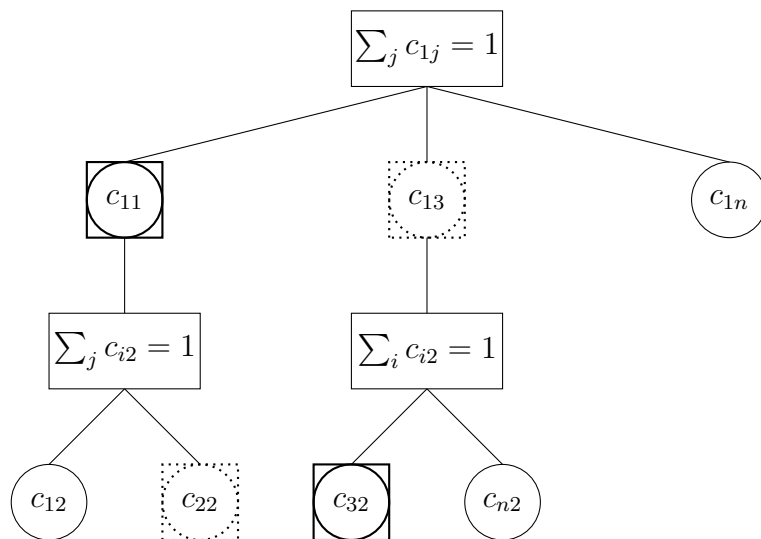 ∑_j c_{1j} = 1
c_{11}
c_{13}
c_{1n}
∑_j c_{i2} = 1
∑_i c_{i2} = 1
c_{12}
c_{22}
c_{32}
c_{n2}